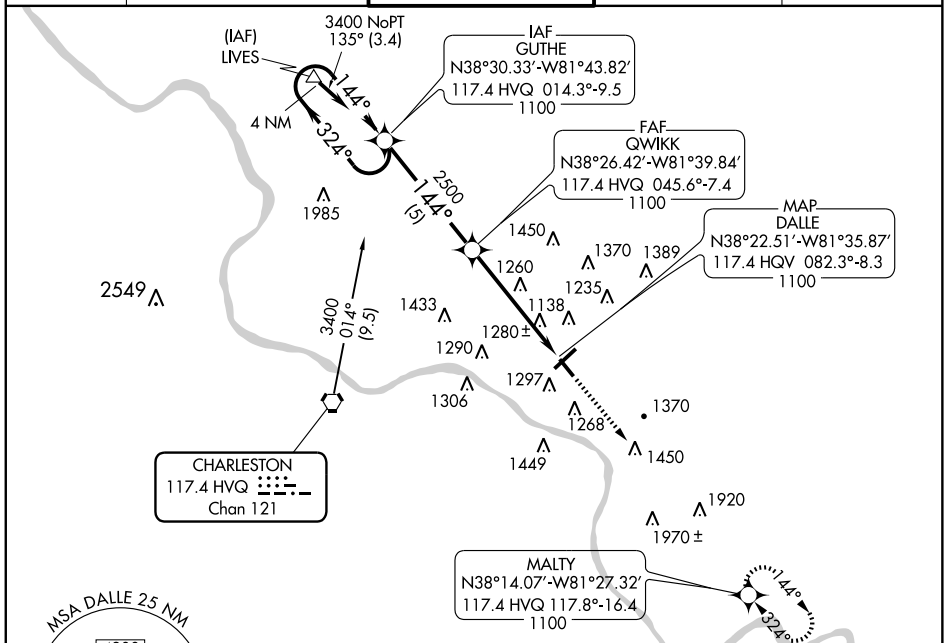 3400 NoPT
135° (3.4)
(IAF)
LIVES
4 NM
144°
324°
IAF
GUTHE
N38°30.33'-W81°43.82'
117.4 HVQ 014.3°-9.5
1100
FAF
QWIKK
N38°26.42'-W81°39.84'
117.4 HVQ 045.6°-7.4
1100
MAP
DALLE
N38°22.51'-W81°35.87'
117.4 HQV 082.3°-8.3
1100
2500
144°
(5)
1985
2549
3400
014°
(9.5)
1450
1370
1389
1260
1235
1138
1433
1280±
1290
1306
1297
1268
1370
1449
1450
1920
1970±
CHARLESTON
117.4 HVQ
Chan 121
MALTY
N38°14.07'-W81°27.32'
117.4 HVQ 117.8°-16.4
1100
144°
324°
MSA DALLE 25 NM